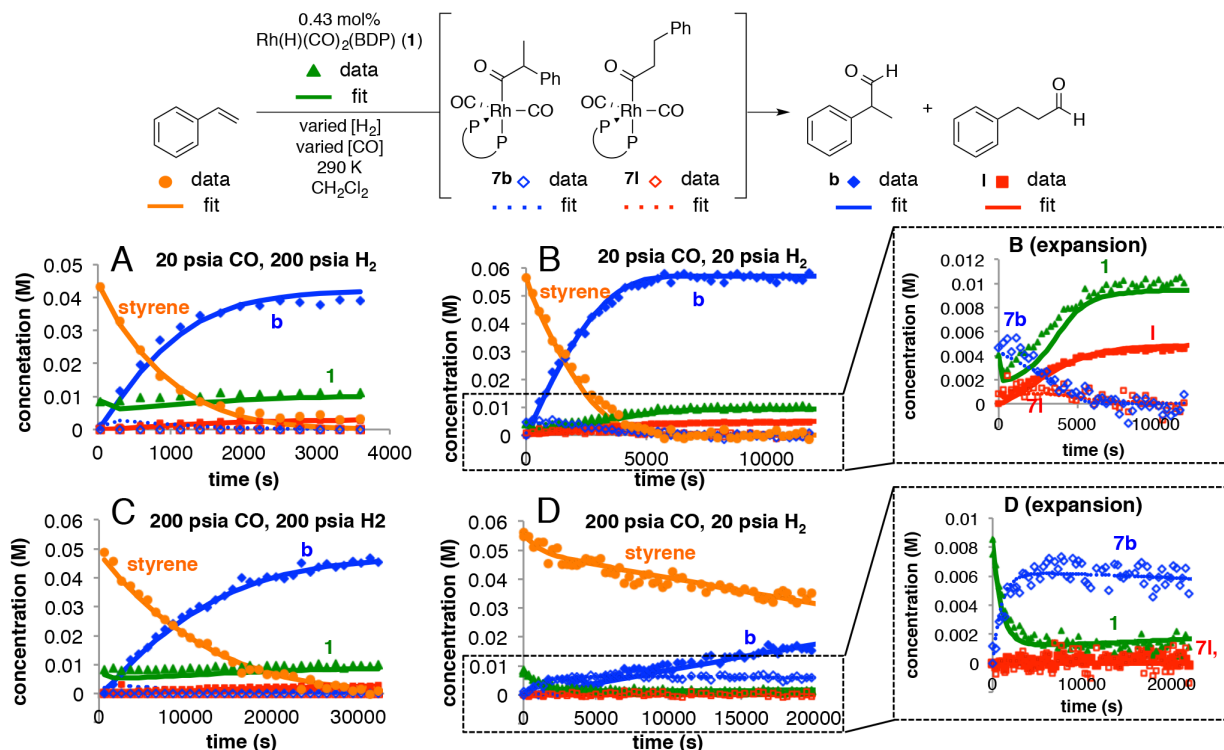 0.43 mol%
Rh(H)(CO)2(BDP) (1)
data
fit
varied [H2]
varied [CO]
290 K
CH2Cl2
data
fit
O
Ph
OC
Rh
CO
P
P
7b
data
fit
Ph
O
OC
Rh
CO
P
P
7l
data
fit
O
H
b
data
fit
+
O
H
l
data
fit
A
20 psia CO, 200 psia H2
concnetation (M)
0.05
0.04
0.03
0.02
0.01
0
styrene
b
1
0
1000
2000
3000
4000
time (s)
B
20 psia CO, 20 psia H2
concentration (M)
0.06
0.05
0.04
0.03
0.02
0.01
0
styrene
b
0
5000
10000
time (s)
B (expansion)
concentration (M)
0.012
0.01
0.008
0.006
0.004
0.002
0
1
7b
l
7l
0
5000
10000
time (s)
C
200 psia CO, 200 psia H2
concentration (M)
0.06
0.05
0.04
0.03
0.02
0.01
0
styrene
b
1
0
10000
20000
30000
time (s)
D
200 psia CO, 20 psia H2
concentration (M)
0.06
0.05
0.04
0.03
0.02
0.01
0
styrene
b
0
5000
10000
15000
20000
time (s)
D (expansion)
concentration (M)
0.01
0.008
0.006
0.004
0.002
0
7b
1
7l,
0
10000
20000
time (s)